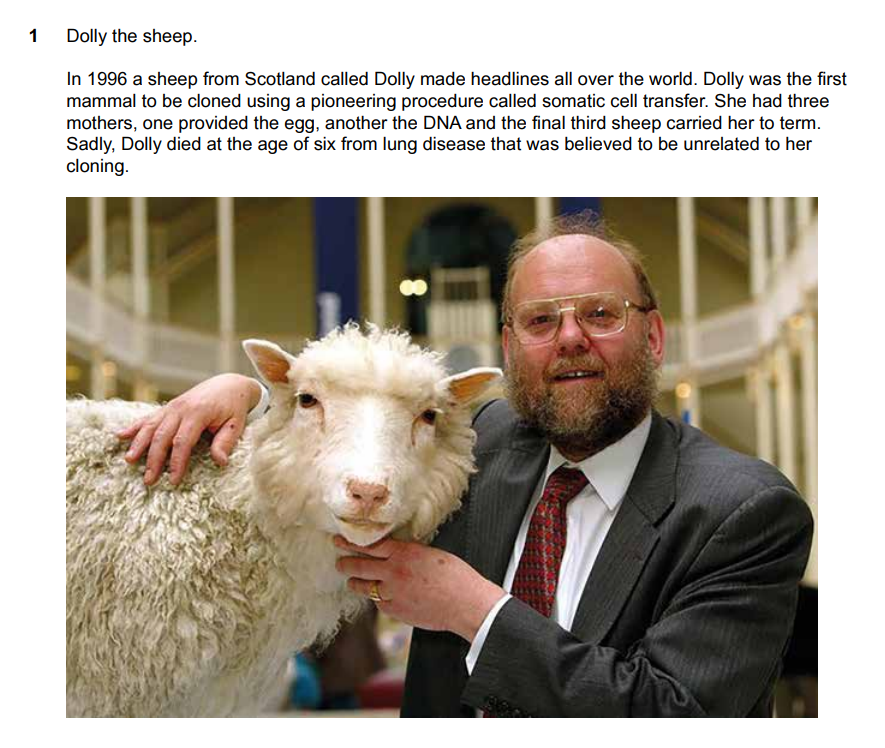 1 Dolly the sheep.
In 1996 a sheep from Scotland called Dolly made headlines all over the world. Dolly was the first
mammal to be cloned using a pioneering procedure called somatic cell transfer. She had three
mothers, one provided the egg, another the DNA and the final third sheep carried her to term.
Sadly, Dolly died at the age of six from lung disease that was believed to be unrelated to her
cloning.